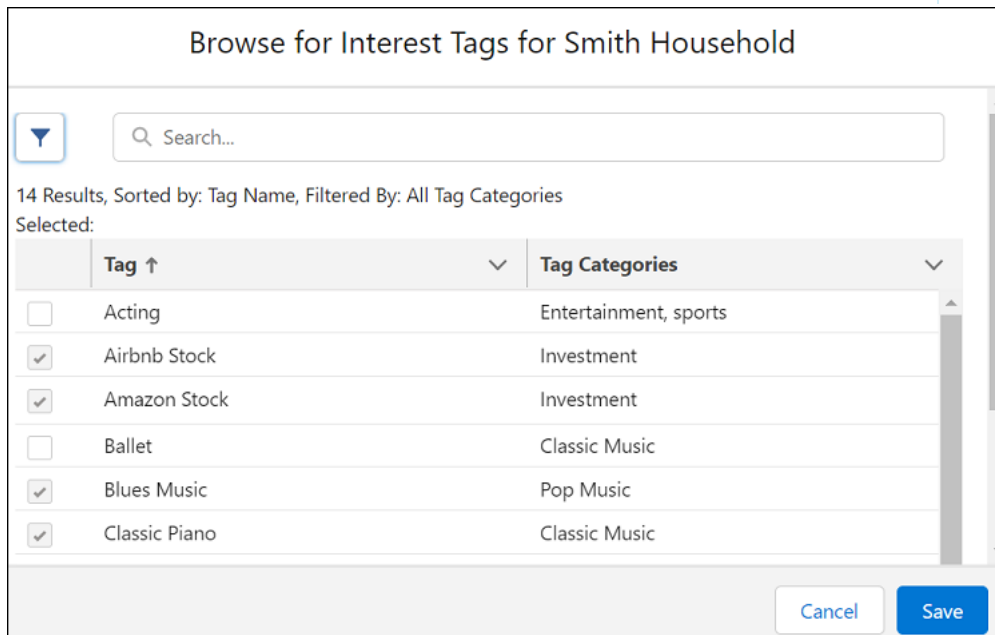 Browse for Interest Tags for Smith Household
Search...
14 Results, Sorted by: Tag Name, Filtered By: All Tag Categories
Selected:
Tag ↑ Tag Categories
Acting Entertainment, sports
Airbnb Stock Investment
Amazon Stock Investment
Ballet Classic Music
Blues Music Pop Music
Classic Piano Classic Music
Cancel Save